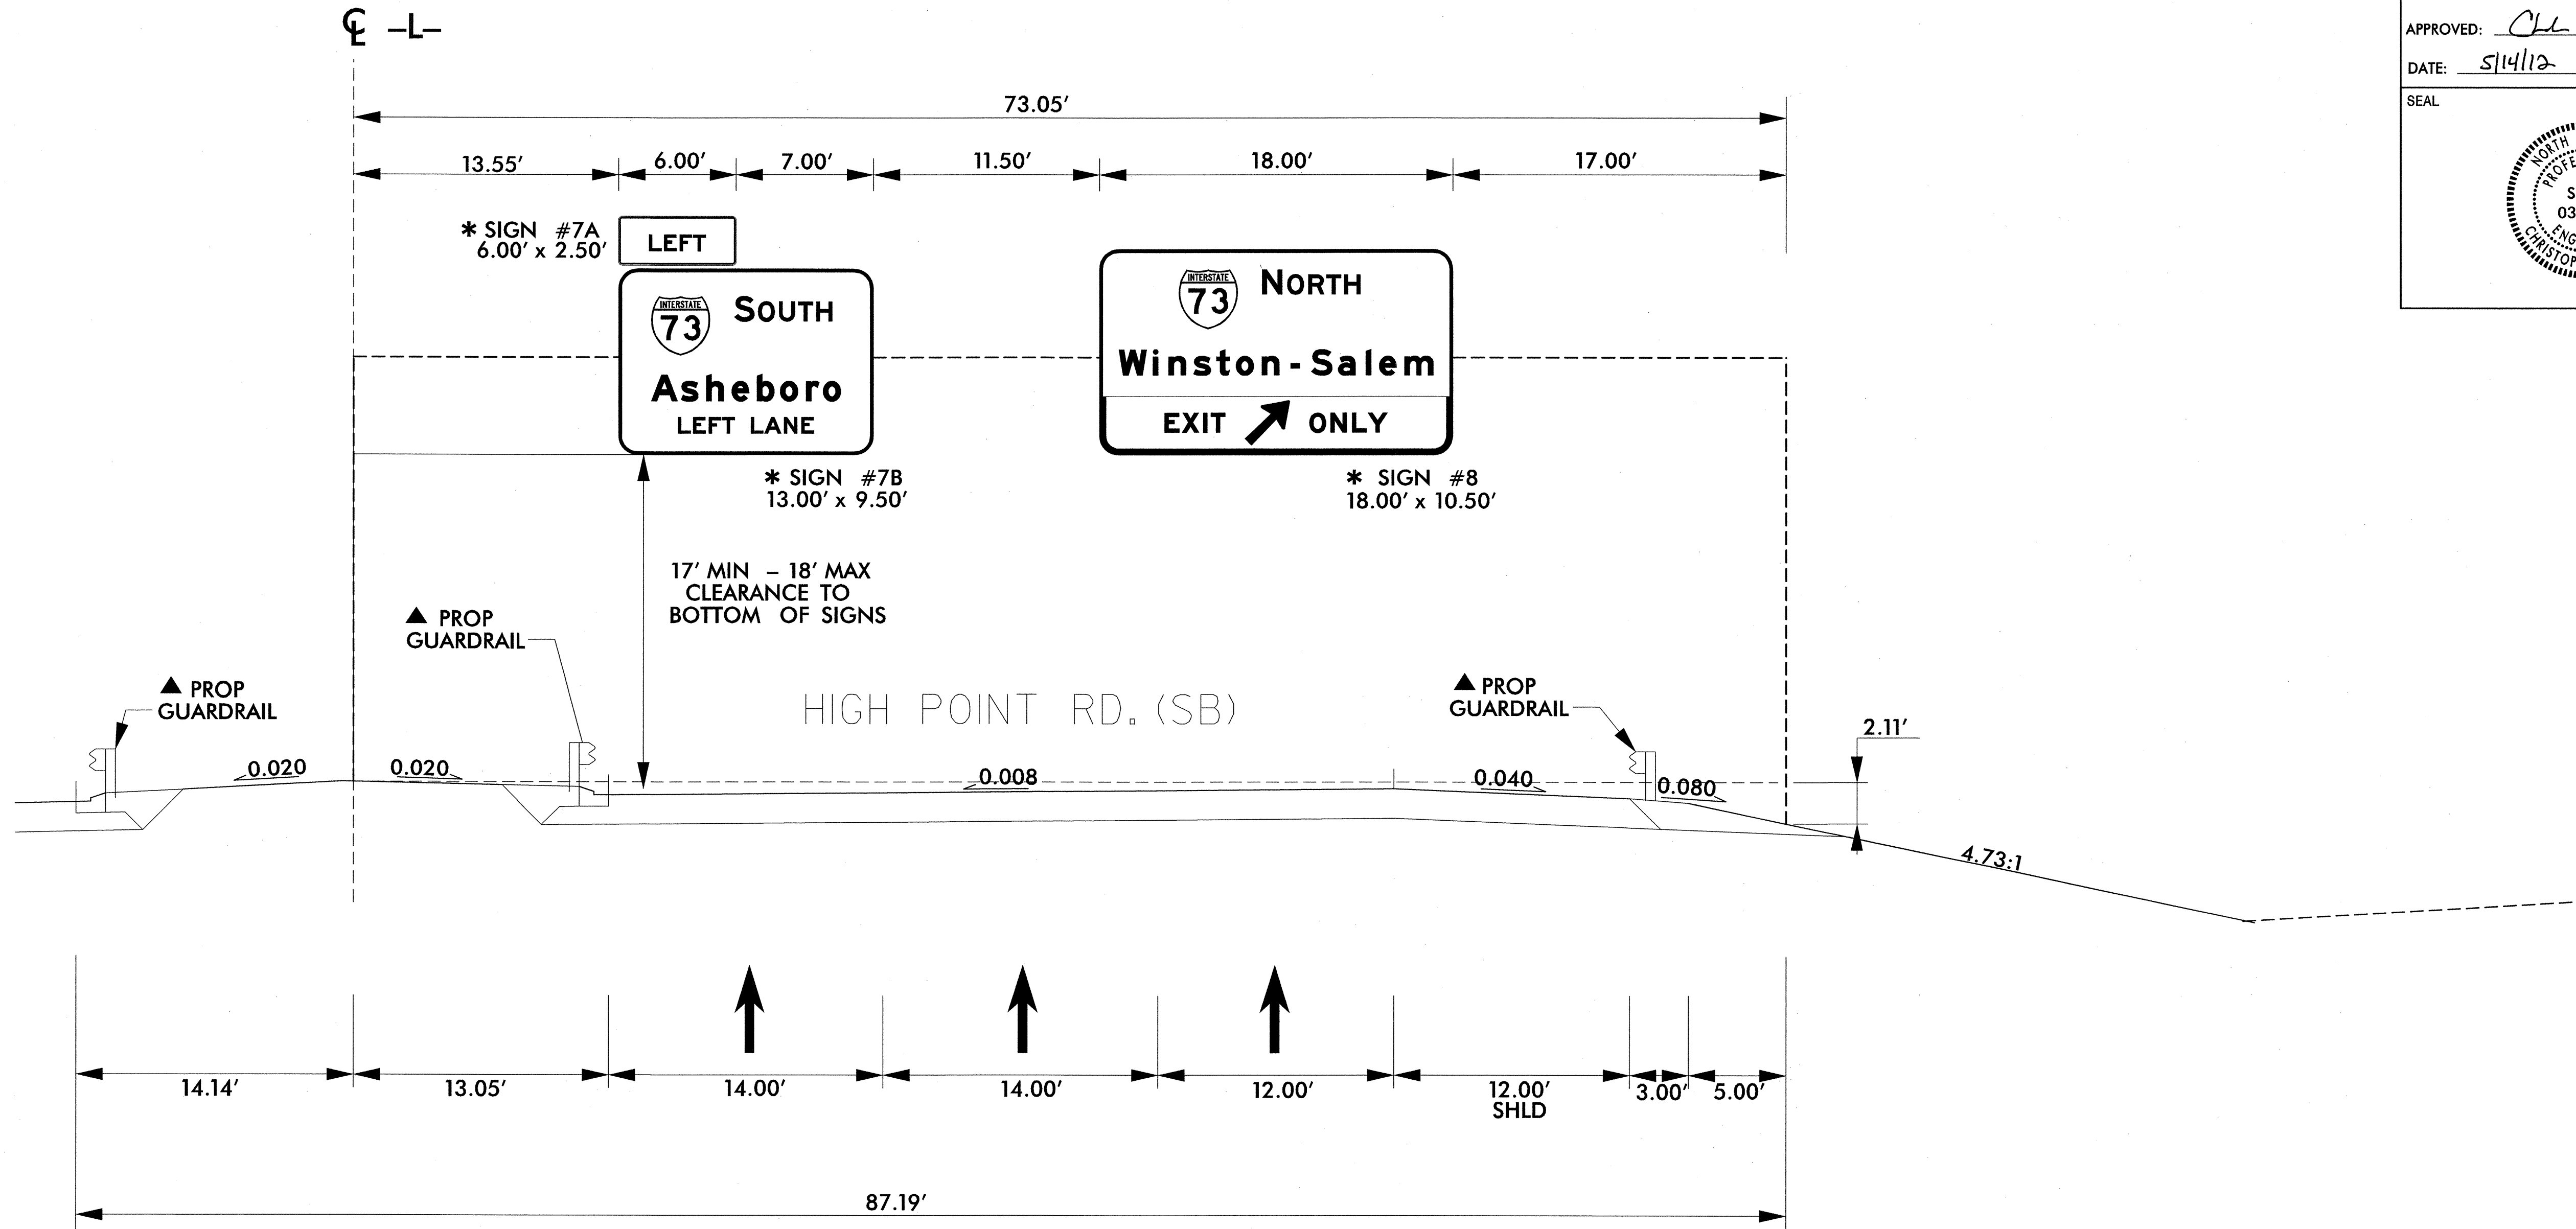 ℄ –L–
APPROVED:
DATE: 5/14/12
SEAL
NORTH
73.05'
13.55' 6.00' 7.00' 11.50' 18.00' 17.00'
* SIGN #7A
6.00' x 2.50'
LEFT
INTERSTATE
73
SOUTH
Asheboro
LEFT LANE
* SIGN #7B
13.00' x 9.50'
INTERSTATE
73
NORTH
Winston-Salem
EXIT ONLY
* SIGN #8
18.00' x 10.50'
17' MIN – 18' MAX
CLEARANCE TO
BOTTOM OF SIGNS
▲ PROP
GUARDRAIL
▲ PROP
GUARDRAIL
▲ PROP
GUARDRAIL
HIGH POINT RD. (SB)
2.11'
0.020 0.020 0.008 0.040 0.080
4.73:1
14.14' 13.05' 14.00' 14.00' 12.00' 12.00' 3.00' 5.00'
SHLD
87.19'